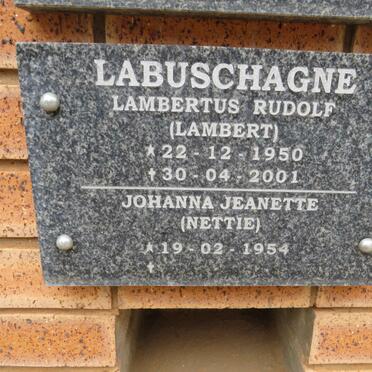 LABUSCHAGNE
LAMBERTUS RUDOLF
(LAMBERT)
★ 22 - 12 - 1950
✝ 30 - 04 - 2001
JOHANNA JEANETTE
(NETTIE)
★ 19 - 02 - 1954
✝